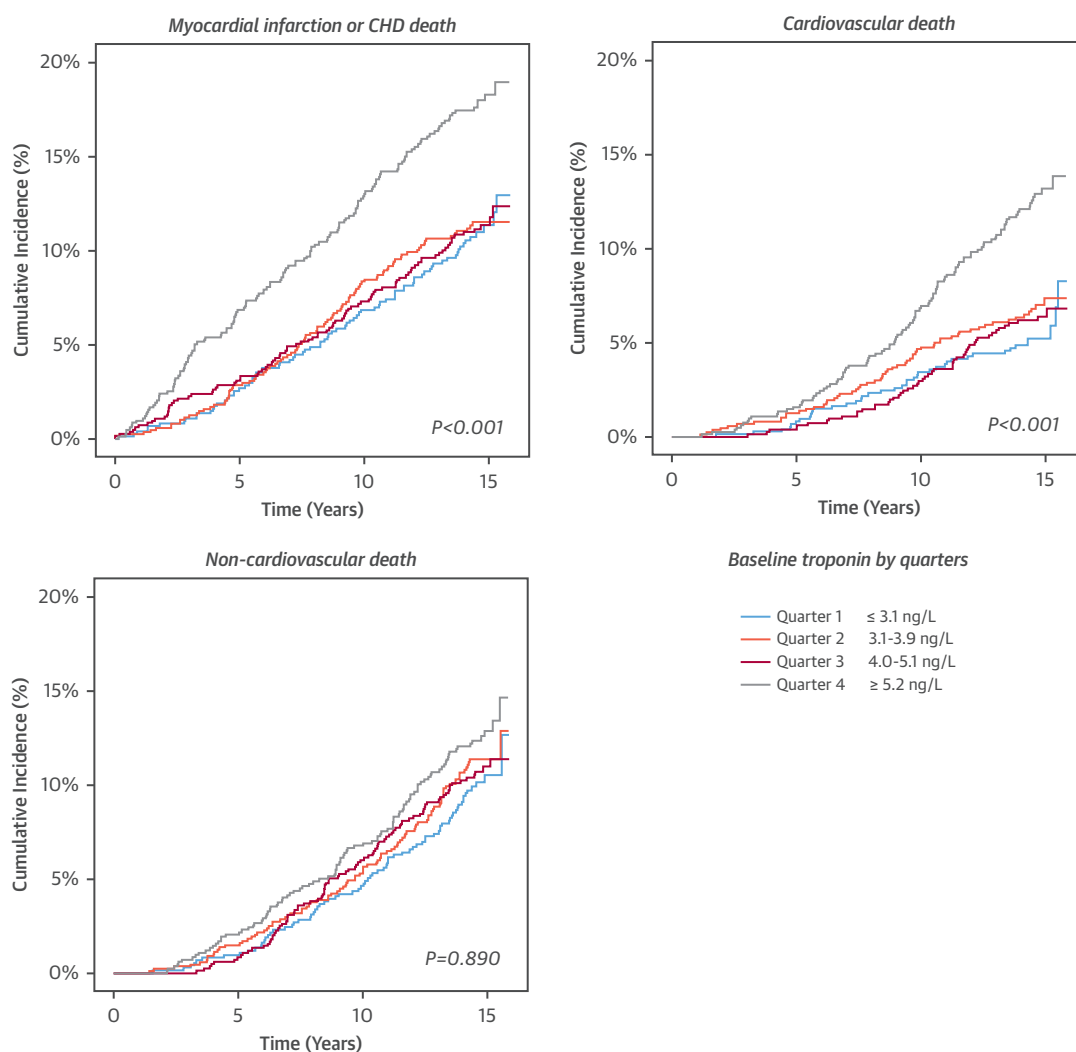 Myocardial infarction or CHD death
Cumulative Incidence (%)
20%
15%
10%
5%
0%
P<0.001
0 5 10 15
Time (Years)
Cardiovascular death
Cumulative Incidence (%)
20%
15%
10%
5%
0%
P<0.001
0 5 10 15
Time (Years)
Non-cardiovascular death
Cumulative Incidence (%)
20%
15%
10%
5%
0%
P=0.890
0 5 10 15
Time (Years)
Baseline troponin by quarters
Quarter 1 ≤ 3.1 ng/L
Quarter 2 3.1-3.9 ng/L
Quarter 3 4.0-5.1 ng/L
Quarter 4 ≥ 5.2 ng/L